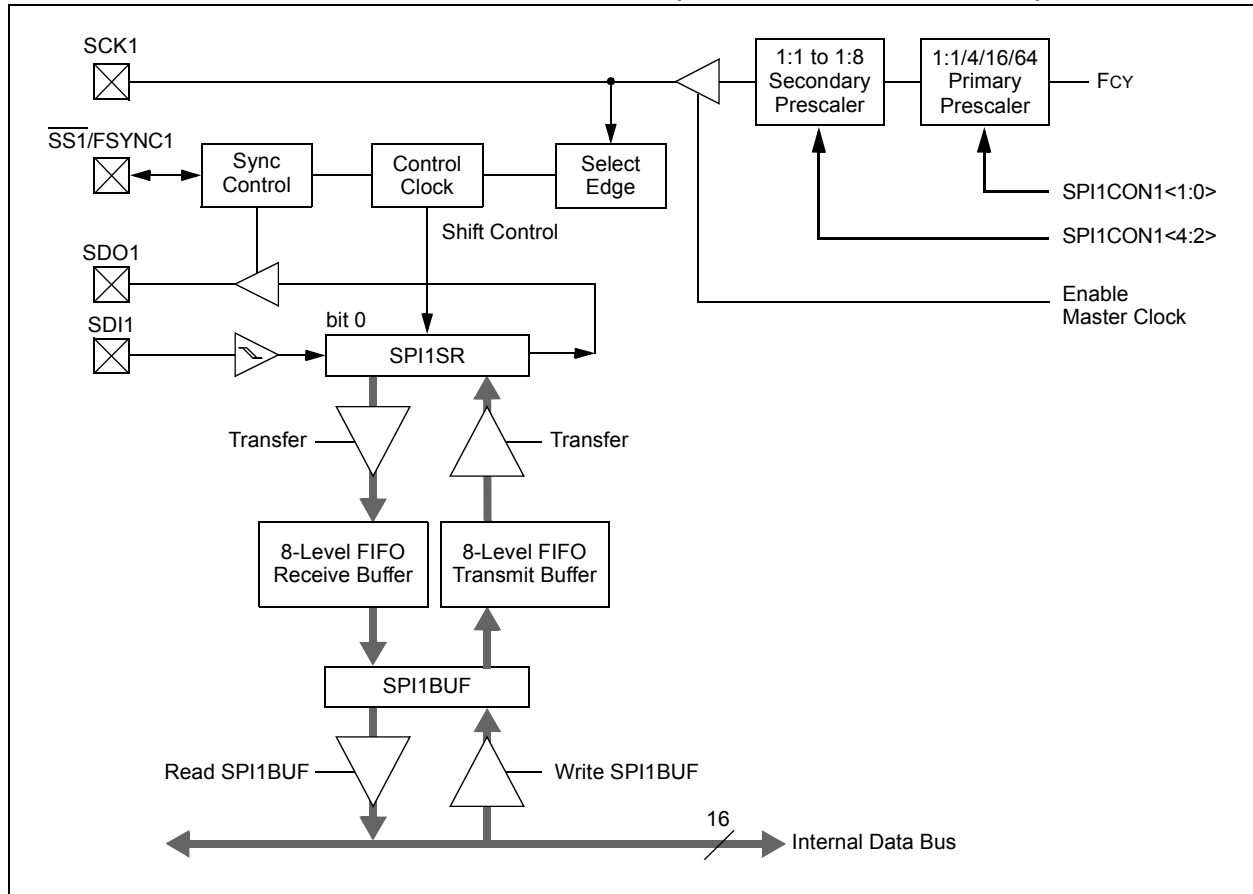 SCK1
1:1 to 1:8
Secondary
Prescaler
1:1/4/16/64
Primary
Prescaler
FCY
SS1/FSYNC1
Sync
Control
Control
Clock
Select
Edge
SPI1CON1<1:0>
Shift Control
SPI1CON1<4:2>
SDO1
Enable
Master Clock
bit 0
SDI1
SPI1SR
Transfer
Transfer
8-Level FIFO
Receive Buffer
8-Level FIFO
Transmit Buffer
SPI1BUF
Read SPI1BUF
Write SPI1BUF
16
Internal Data Bus